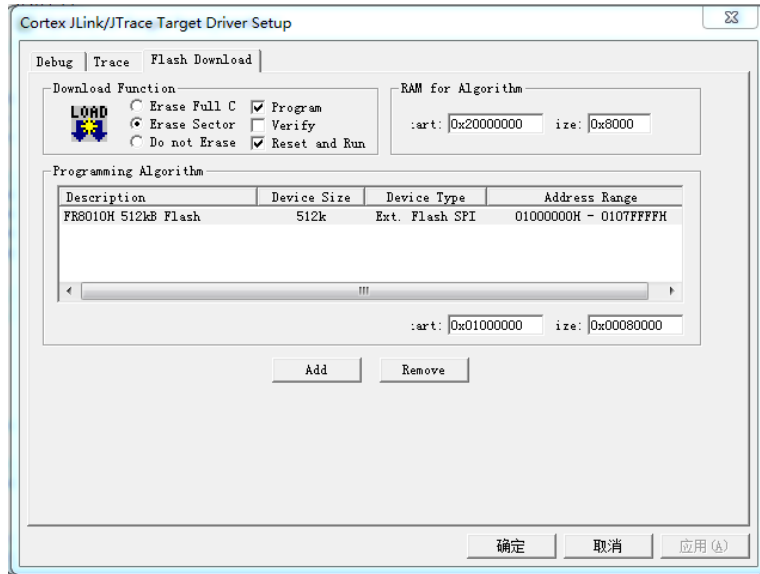 Cortex JLink/JTrace Target Driver Setup
Debug Trace Flash Download
Download Function
LOAD
Erase Full C
Erase Sector
Do not Erase
Program
Verify
Reset and Run
RAM for Algorithm
:art: 0x20000000 ize: 0x8000
Programming Algorithm
Description Device Size Device Type Address Range
FR8010H 512kB Flash 512k Ext. Flash SPI 01000000H - 0107FFFFH
:art: 0x01000000 ize: 0x00080000
Add Remove
确定 取消 应用(A)